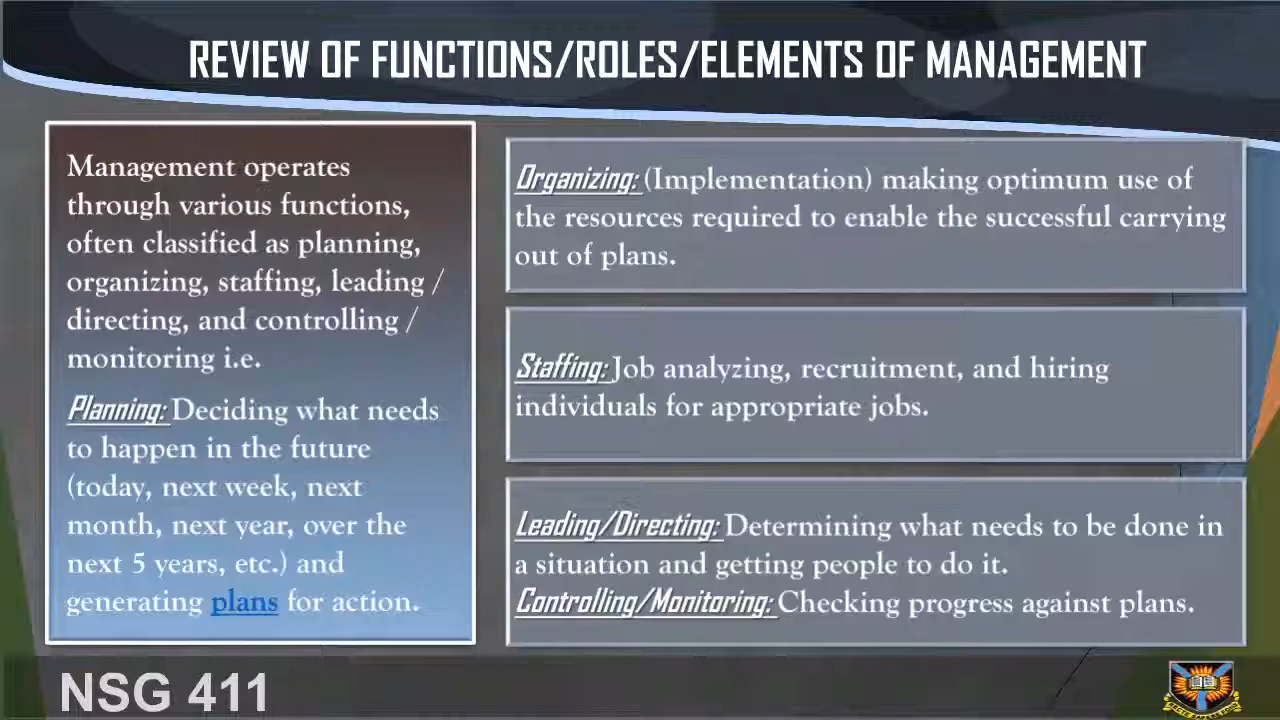 REVIEW OF FUNCTIONS/ROLES/ELEMENTS OF MANAGEMENT
Management operates
through various functions,
often classified as planning,
organizing, staffing, leading /
directing, and controlling /
monitoring i.e.
Planning: Deciding what needs
to happen in the future
(today, next week, next
month, next year, over the
next 5 years, etc.) and
generating plans for action.
Organizing: (Implementation) making optimum use of
the resources required to enable the successful carrying
out of plans.
Staffing: Job analyzing, recruitment, and hiring
individuals for appropriate jobs.
Leading/Directing: Determining what needs to be done in
a situation and getting people to do it.
Controlling/Monitoring: Checking progress against plans.
NSG 411